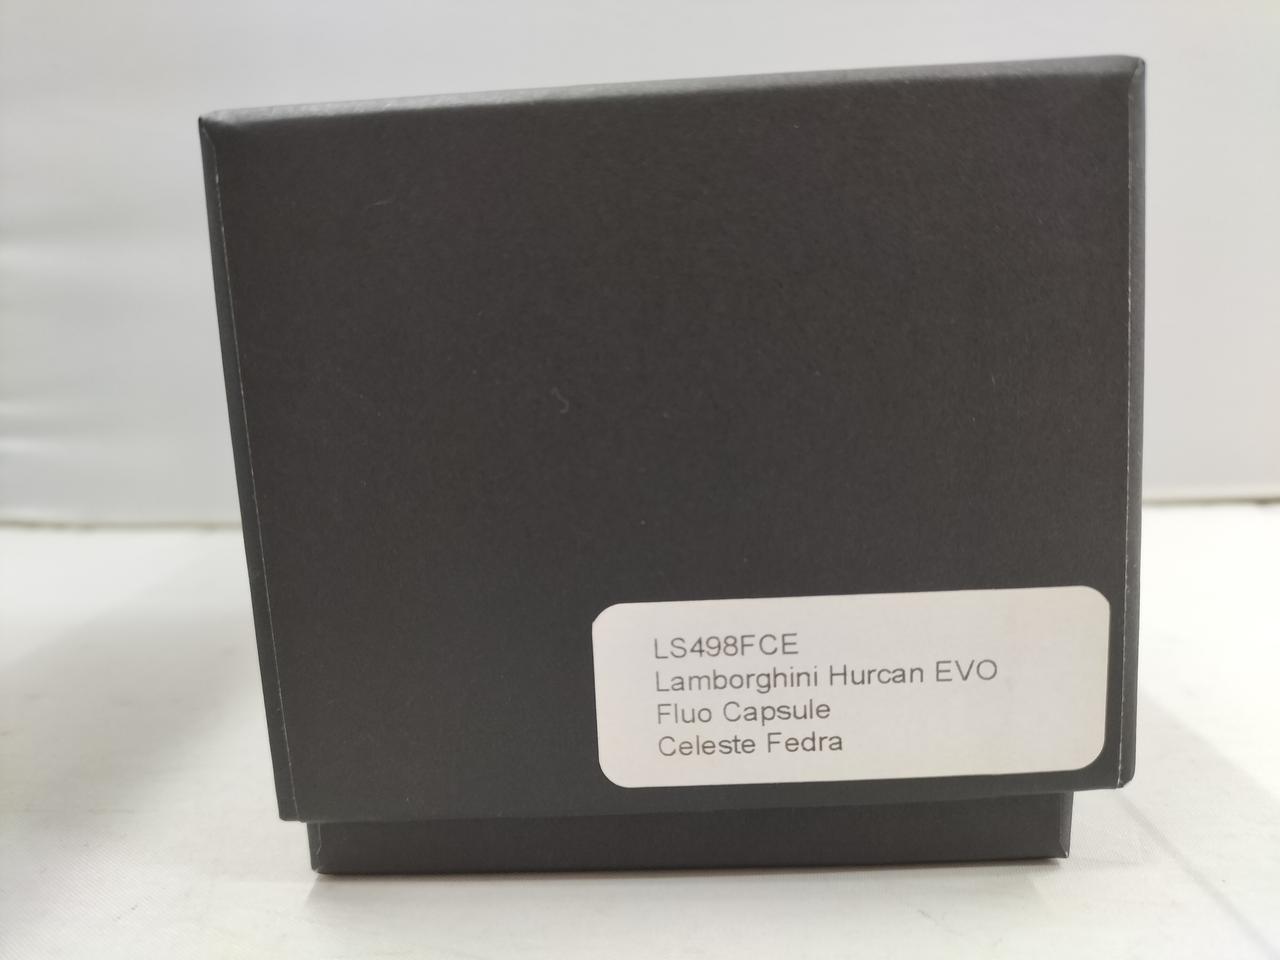 LS498FCE
Lamborghini Hurcan EVO
Fluo Capsule
Celeste Fedra